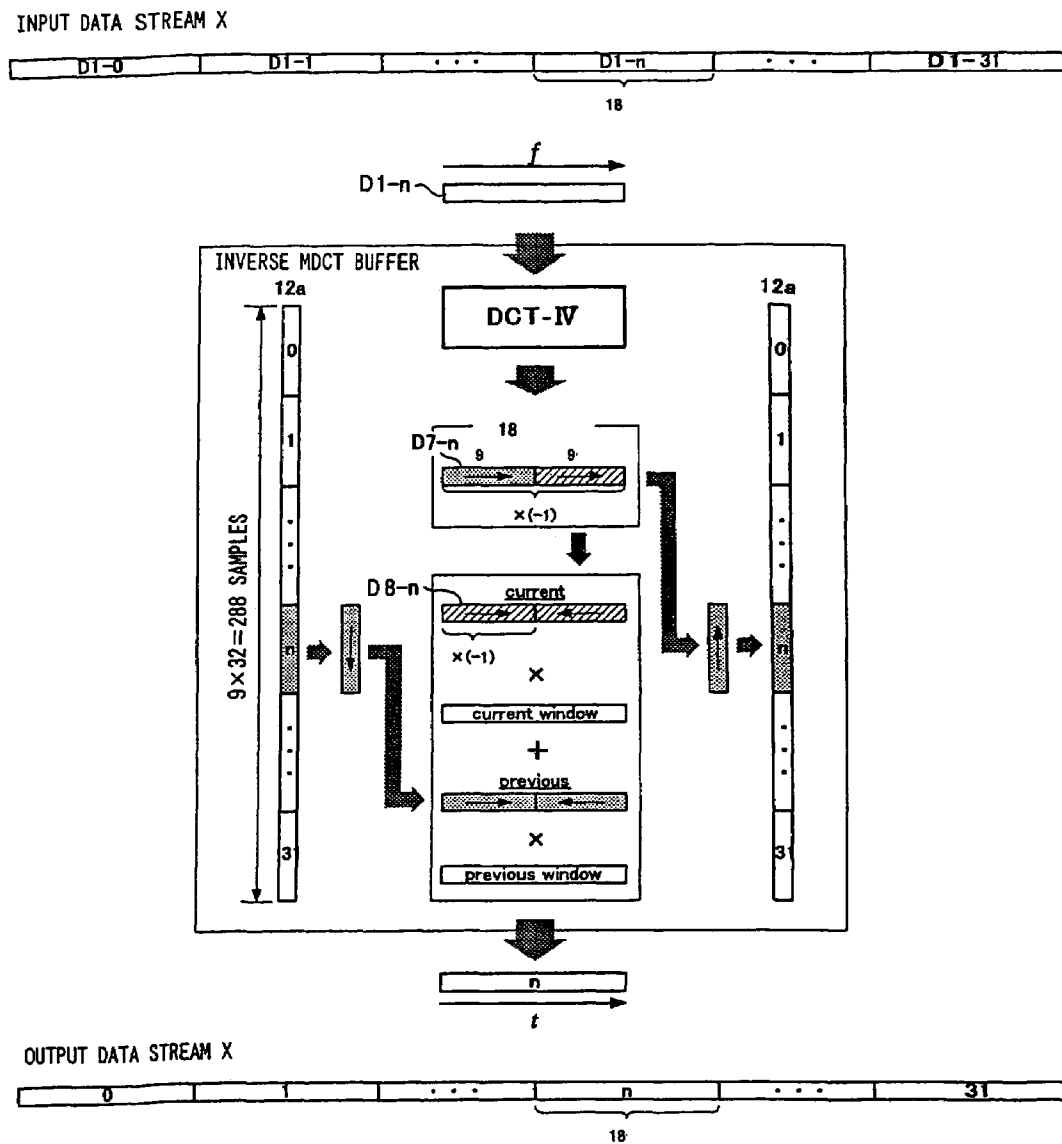 INPUT DATA STREAM X
D1-0 D1-1 · · · D1-n · · · D1-31
18
f
D1-n
INVERSE MDCT BUFFER
12a
12a
DCT-IV
0
0
1
1
18
D7-n
9 9
×(-1)
9×32=288 SAMPLES
D8-n
current
×(-1)
n
n
×
current window
+
previous
×
previous window
31
31
n
t
OUTPUT DATA STREAM X
0 1 · · · n · · · 31
18